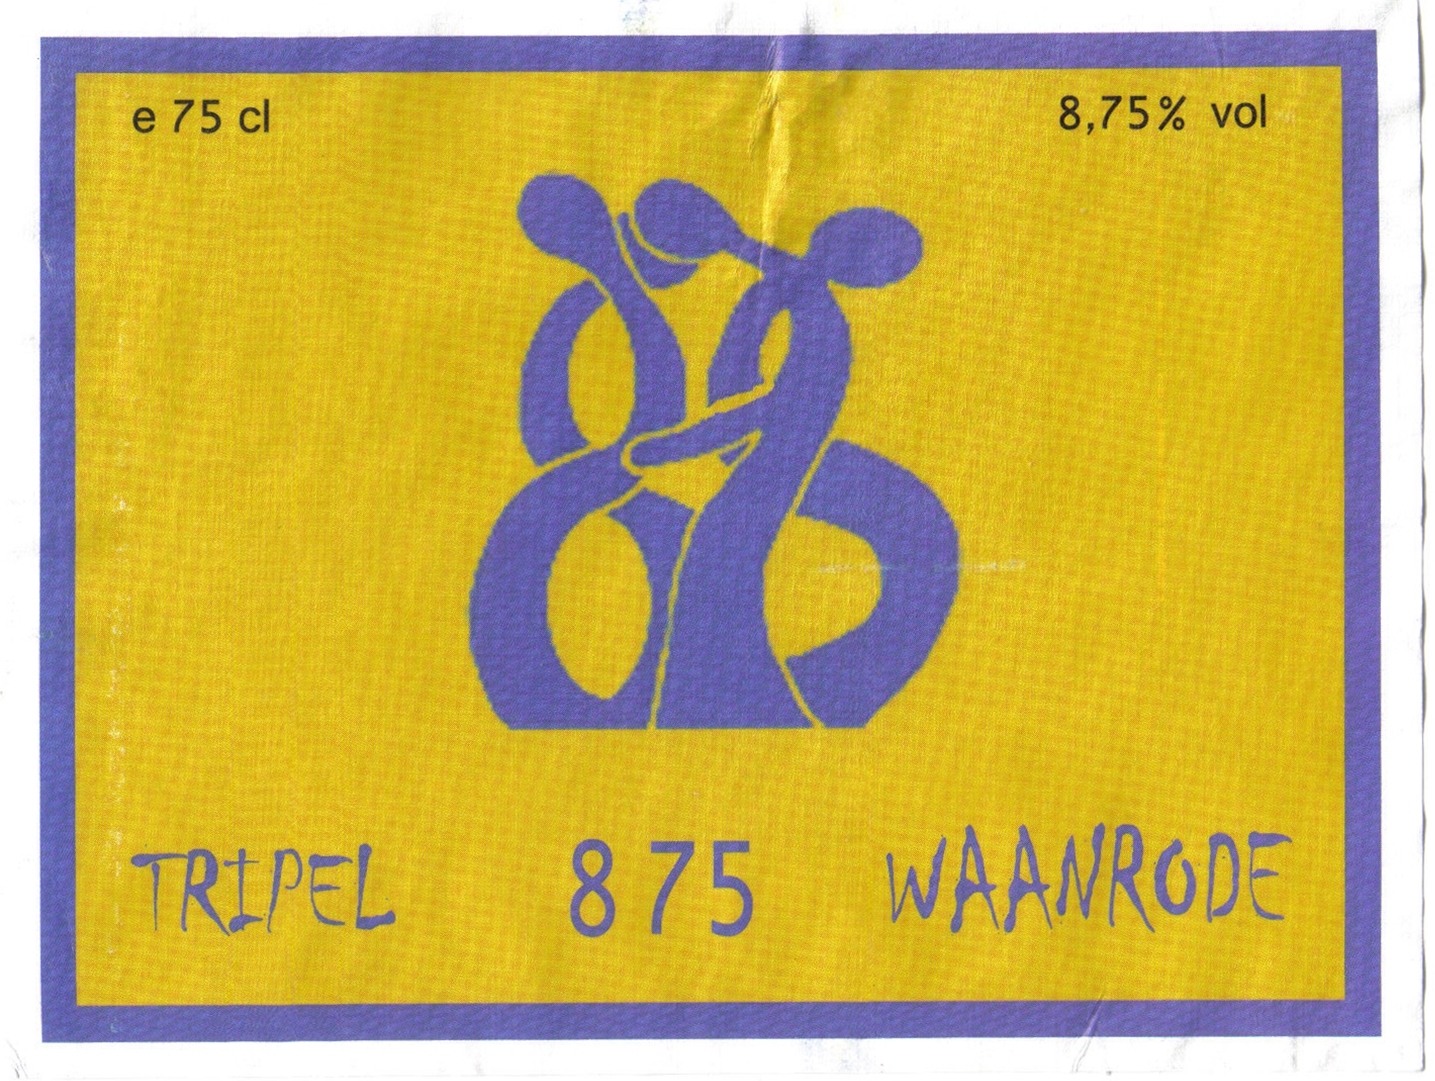 e 75 cl
8,75% vol
TRIPEL 875 WAANRODE